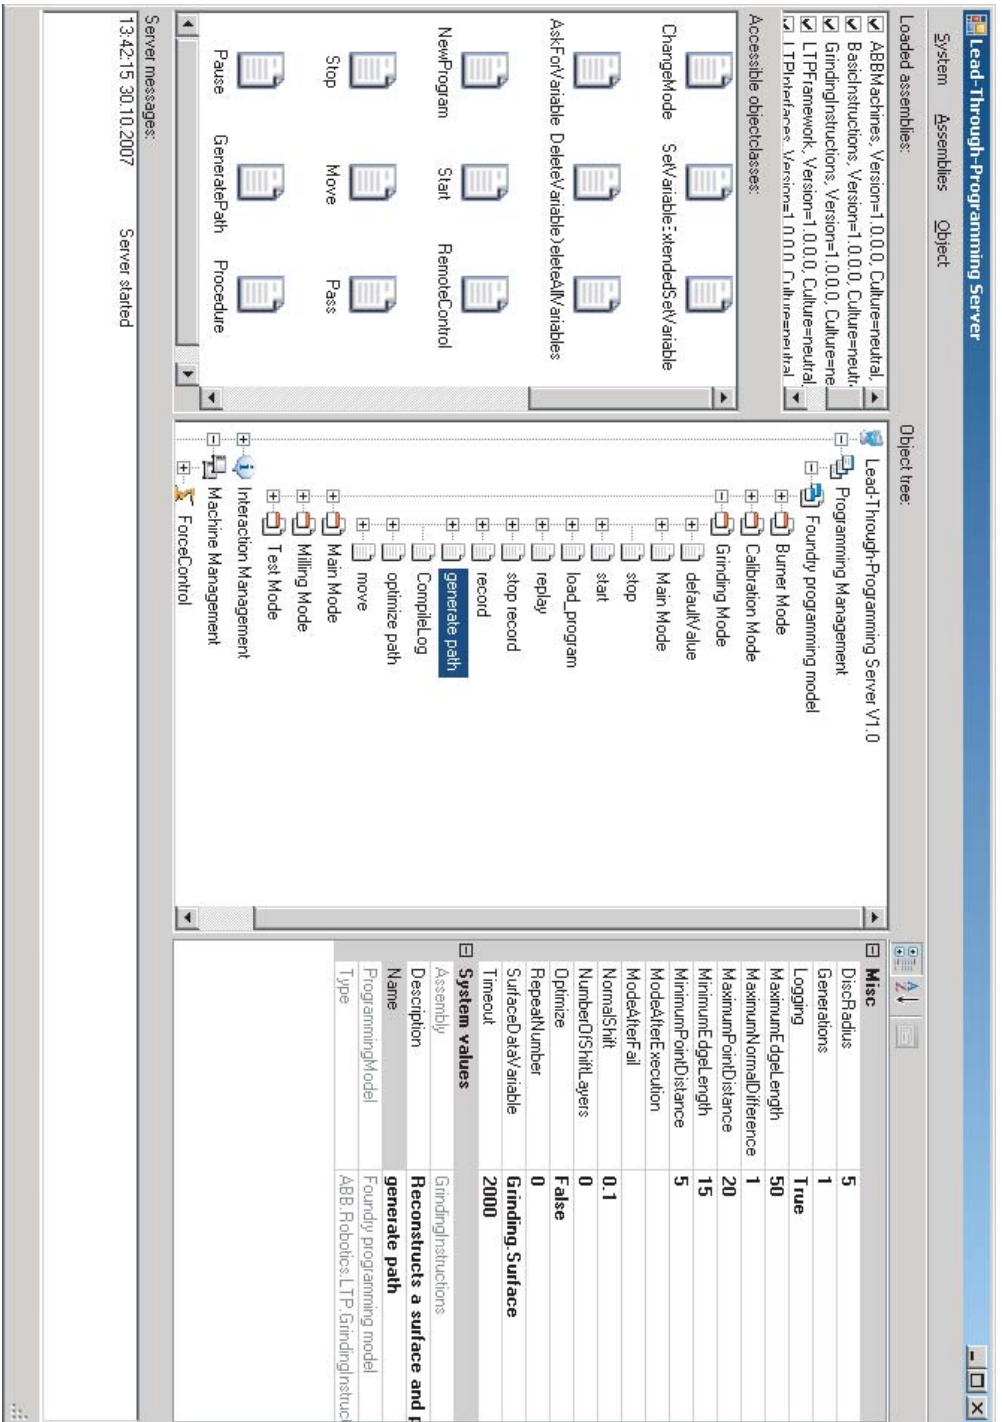 Lead-Through-Programming Server
System Assemblies Object
Loaded assemblies:
ABBMachines, Version=1.0.0.0, Culture=neutral,
BasicInstructions, Version=1.0.0.0, Culture=neutr
GrindingInstructions, Version=1.0.0.0, Culture=ne
LTPFramework, Version=1.0.0.0, Culture=neutral
LTPInterfaces, Version=1.0.0.0, Culture=neutral
Accessible objectclasses:
ChangeMode SetVariable ExtendedSetVariable
AskForVariable DeleteVariable DeleteAllVariables
NewProgram Start RemoteControl
Stop Move Pass
Pause GeneratePath Procedure
Object tree:
Lead-Through-Programming Server V1.0
Programming Management
Foundry programming model
Burner Mode
Calibration Mode
Grinding Mode
defaultValue
Main Mode
stop
start
load_program
replay
stop record
record
generate path
CompileLog
optimize path
move
Main Mode
Milling Mode
Test Mode
Interaction Management
Machine Management
ForceControl
Misc
DiscRadius 5
Generations 1
Logging True
MaximumEdgeLength 50
MaximumNormalDifference 1
MaximumPointDistance 20
MinimumEdgeLength 15
MinimumPointDistance 5
ModeAfterExecution
ModeAfterFail
NormalShift 0.1
NumberOfShiftLayers 0
Optimize False
RepeatNumber 0
SurfaceDataVariable Grinding.Surface
Timeout 2000
System values
Assembly GrindingInstructions
Description Reconstructs a surface and p
Name generate path
ProgrammingModel Foundry programming model
Type ABB.Robotics.LTP.GrindingInstruct
Server messages:
13:42:15 30.10.2007 Server started